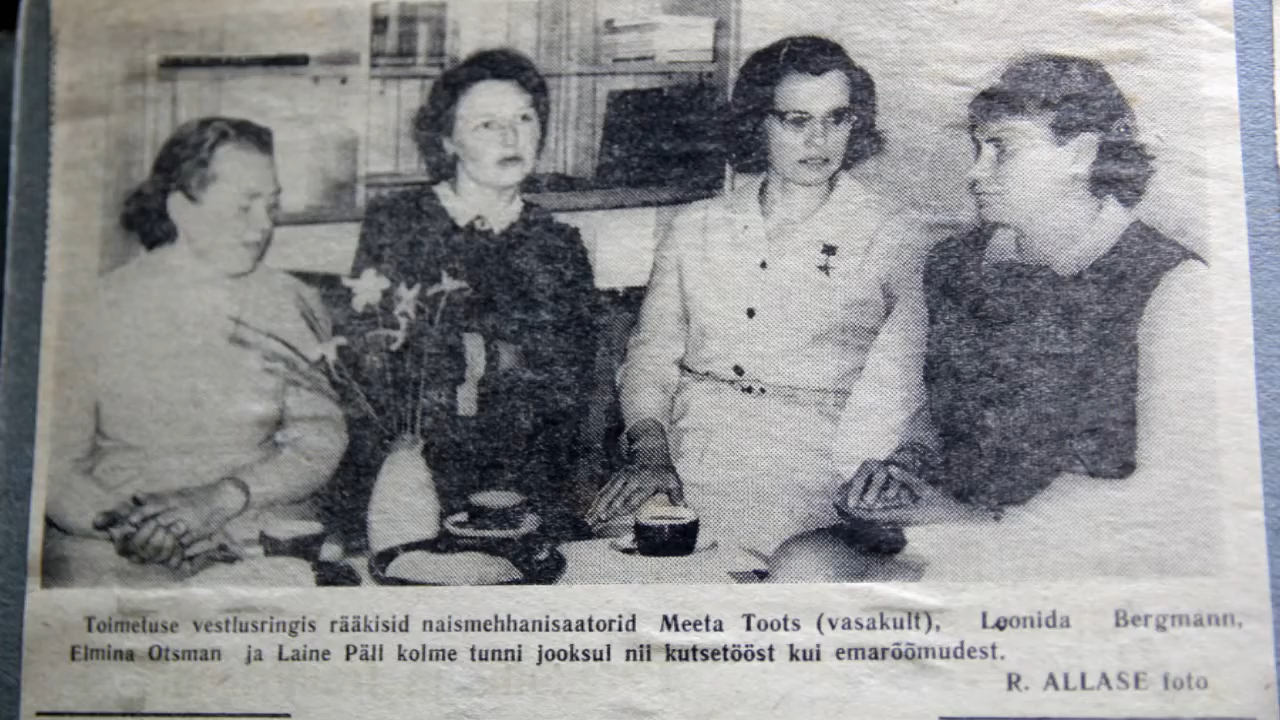 Toimetuse vestlusringis rääkisid naismehhanisaatorid Meeta Toots (vasakult), Leonida Bergmann,
Elmina Otsman ja Laine Päll kolme tunni jooksul nii kutsetööst kui emarõõmudest.
R. ALLASE foto